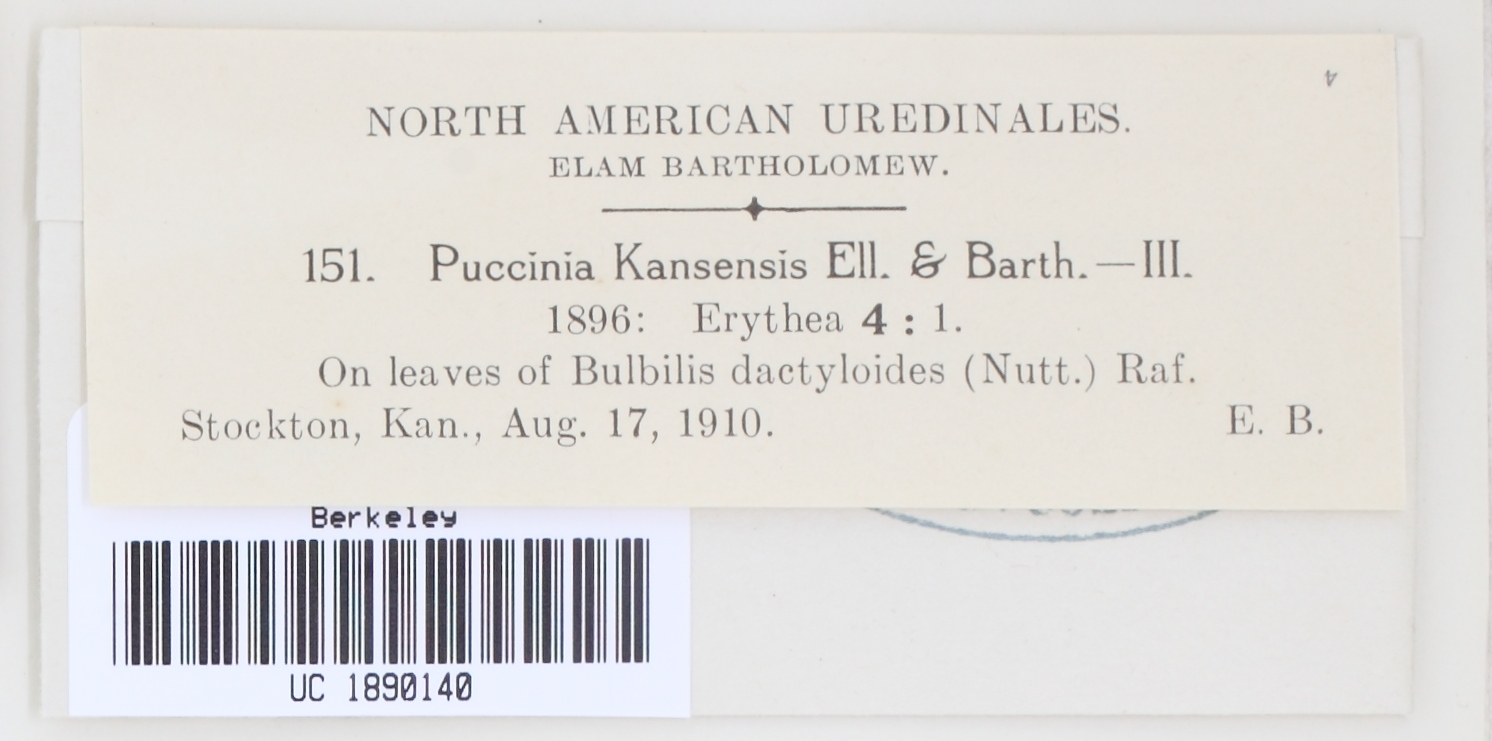 NORTH AMERICAN UREDINALES.
ELAM BARTHOLOMEW.
151. Puccinia Kansensis Ell. & Barth.—III.
1896: Erythea 4 : 1.
On leaves of Bulbilis dactyloides (Nutt.) Raf.
Stockton, Kan., Aug. 17, 1910. E. B.
Berkeley
UC 1890140